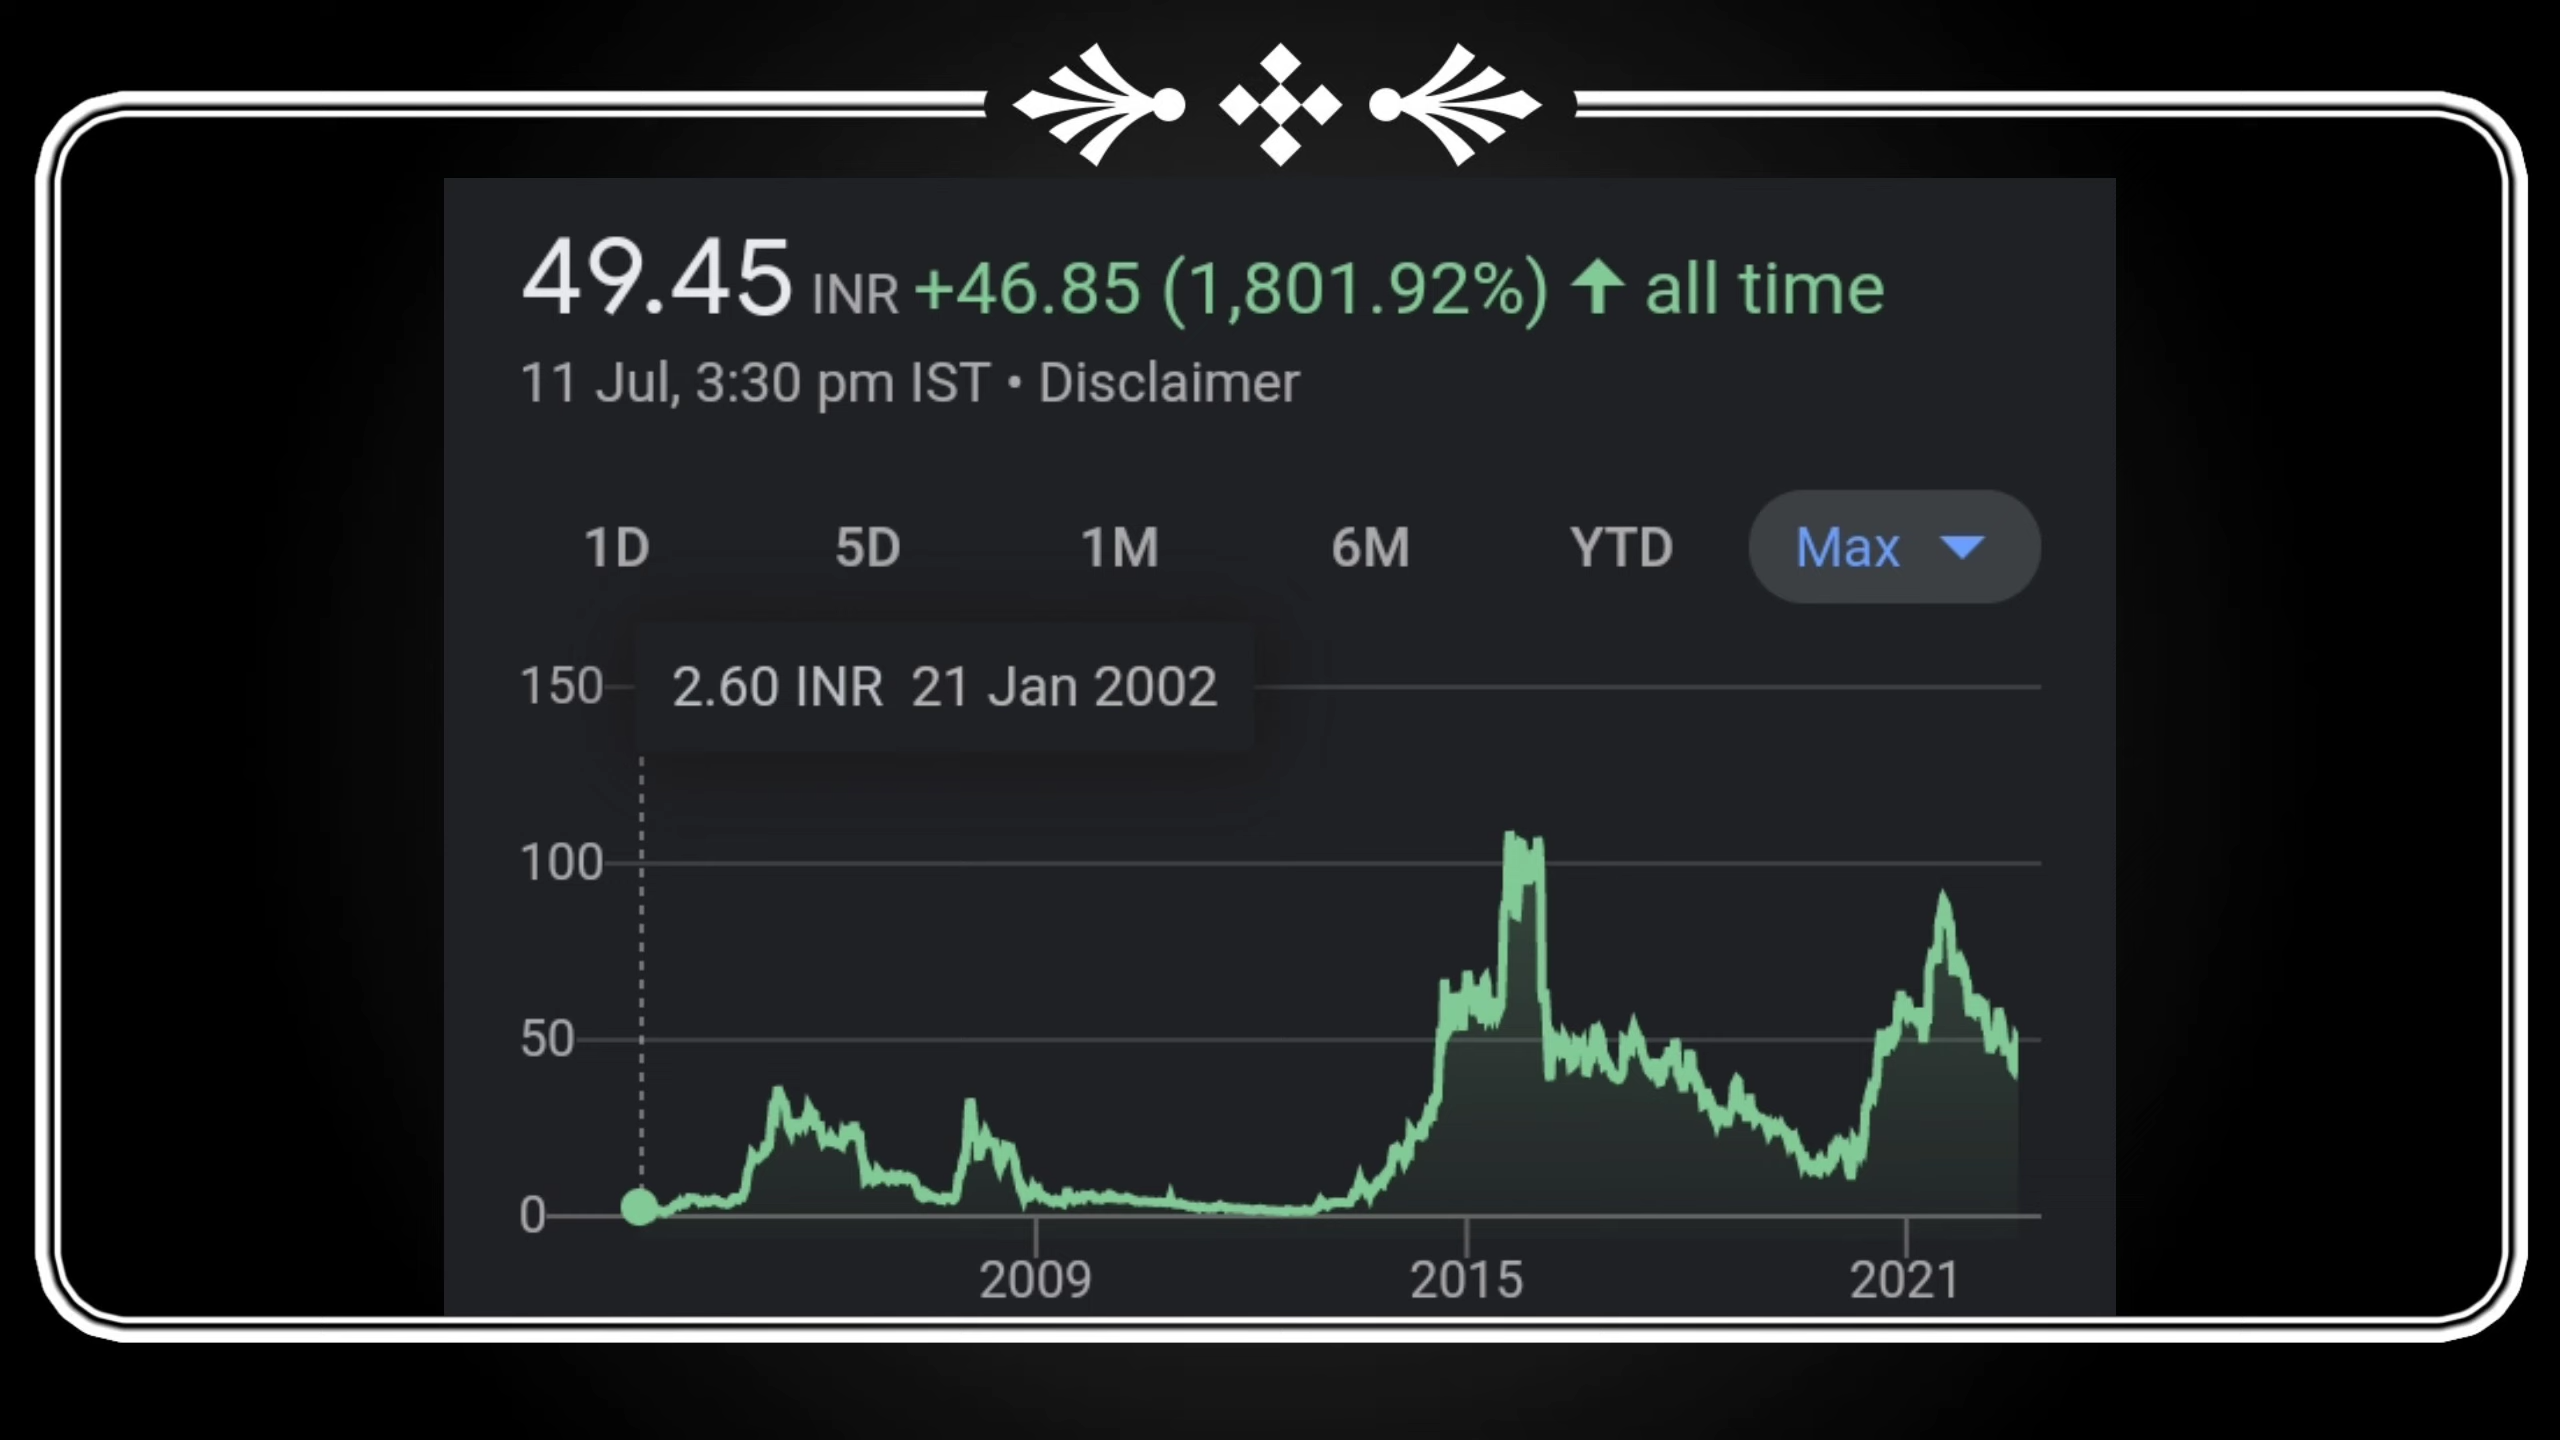 49.45 INR +46.85 (1,801.92%) ↑ all time
11 Jul, 3:30 pm IST • Disclaimer
1D 5D 1M 6M YTD Max
150 2.60 INR 21 Jan 2002
100
50
0
2009 2015 2021